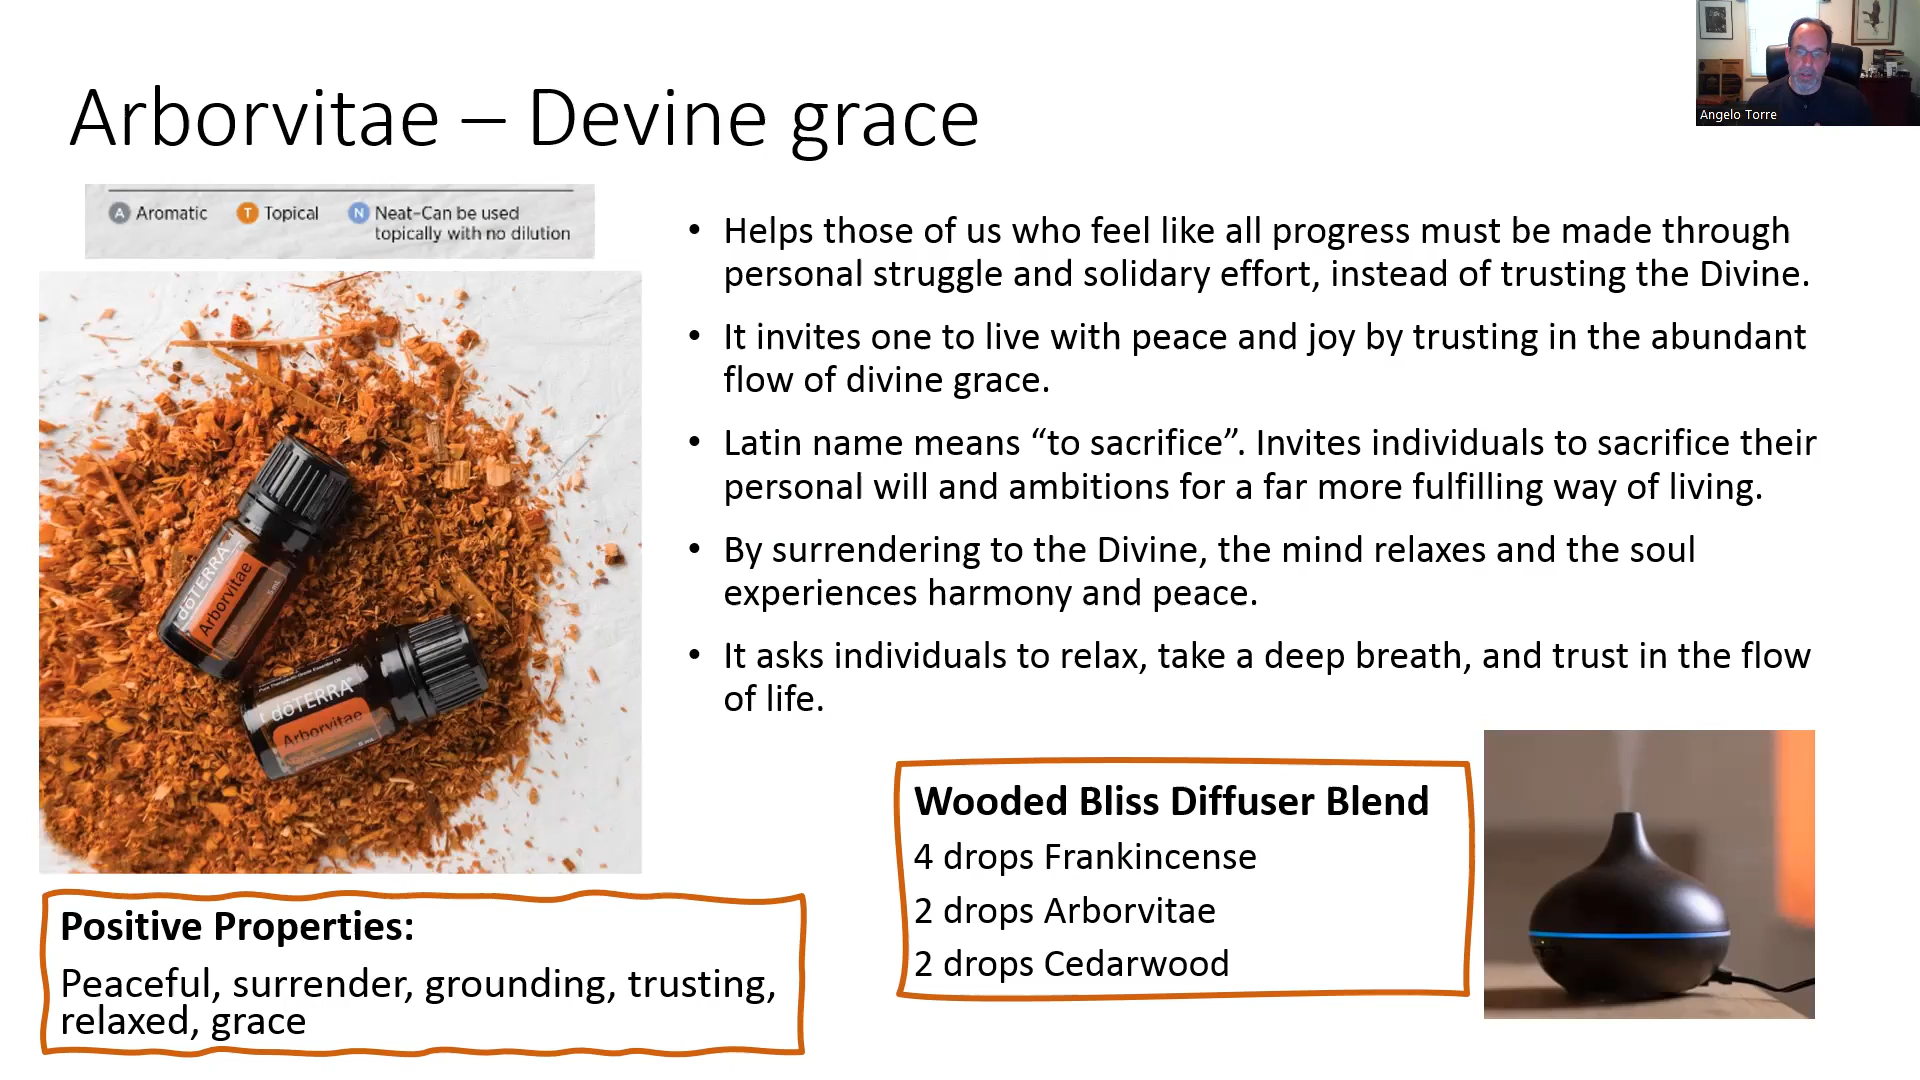 Arborvitae – Devine grace
Angelo Torre
A Aromatic T Topical N Neat–Can be used
topically with no dilution
• Helps those of us who feel like all progress must be made through
personal struggle and solidary effort, instead of trusting the Divine.
• It invites one to live with peace and joy by trusting in the abundant
flow of divine grace.
• Latin name means “to sacrifice”. Invites individuals to sacrifice their
personal will and ambitions for a far more fulfilling way of living.
• By surrendering to the Divine, the mind relaxes and the soul
experiences harmony and peace.
• It asks individuals to relax, take a deep breath, and trust in the flow
of life.
dōTERRA
Arborvitae
dōTERRA
Arborvitae
Wooded Bliss Diffuser Blend
4 drops Frankincense
2 drops Arborvitae
2 drops Cedarwood
Positive Properties:
Peaceful, surrender, grounding, trusting,
relaxed, grace